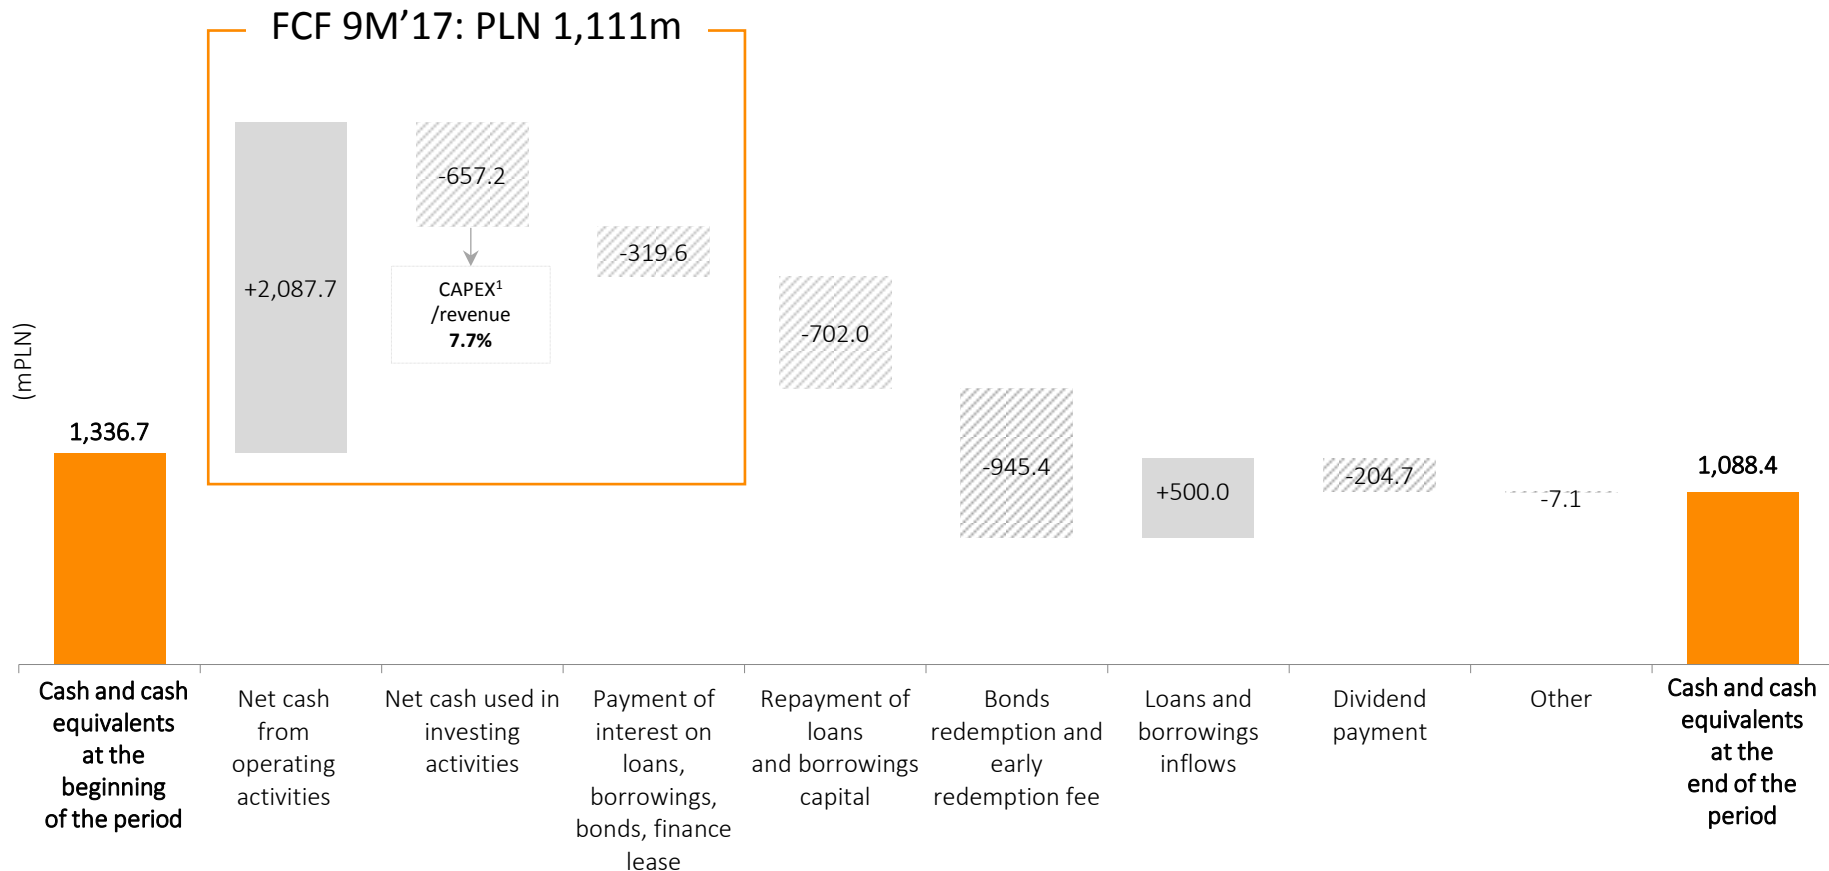 FCF 9M’17: PLN 1,111m
(mPLN)
1,336.7
+2,087.7
-657.2
CAPEX¹
/revenue
7.7%
-319.6
-702.0
-945.4
+500.0
-204.7
-7.1
1,088.4
Cash and cash
equivalents
at the
beginning
of the period
Net cash
from
operating
activities
Net cash used in
investing
activities
Payment of
interest on
loans,
borrowings,
bonds, finance
lease
Repayment of
loans
and borrowings
capital
Bonds
redemption and
early
redemption fee
Loans and
borrowings
inflows
Dividend
payment
Other
Cash and cash
equivalents
at the
end of the
period